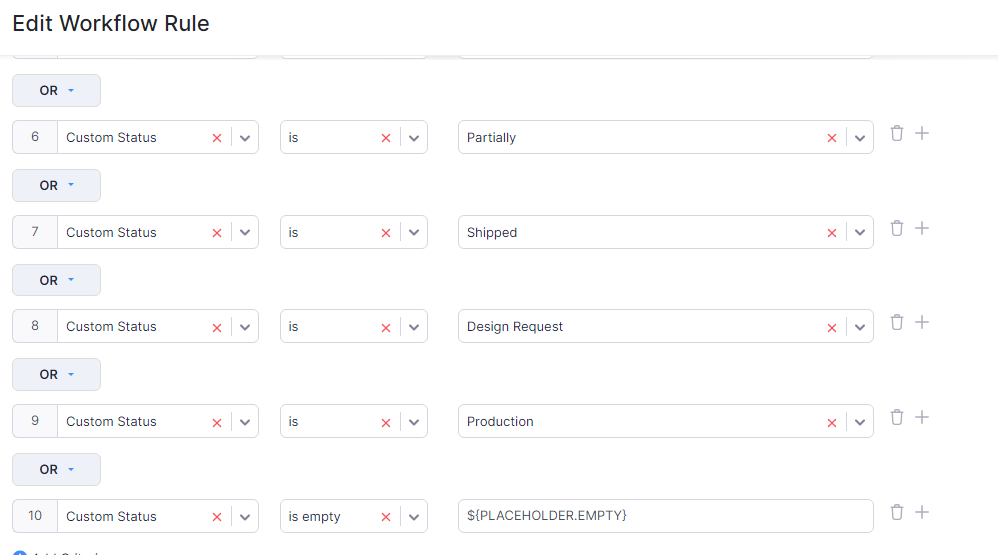 Edit Workflow Rule
OR
6 Custom Status is Partially
OR
7 Custom Status is Shipped
OR
8 Custom Status is Design Request
OR
9 Custom Status is Production
OR
10 Custom Status is empty ${PLACEHOLDER.EMPTY}